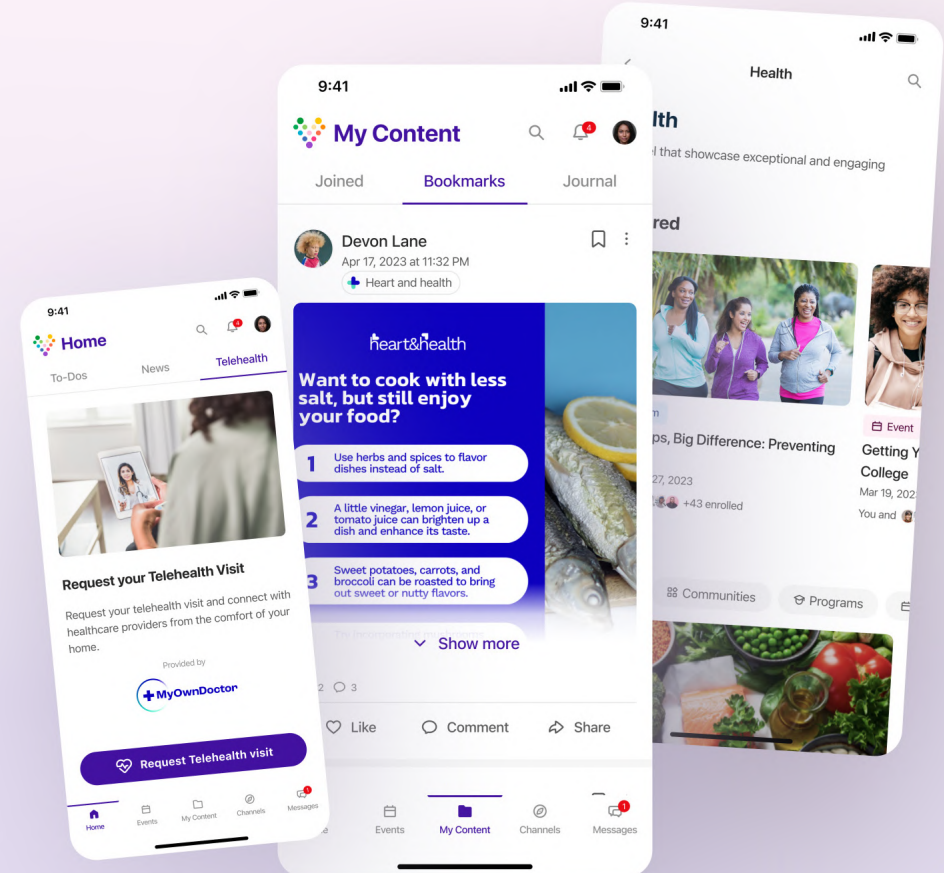 9:41
Home
4
To-Dos
News
Telehealth
Request your Telehealth Visit
Request your telehealth visit and connect with
healthcare providers from the comfort of your
home.
Provided by
MyOwnDoctor
Request Telehealth visit
1
Home
Events
My Content
Channels
Messages
9:41
My Content
4
Joined
Bookmarks
Journal
Devon Lane
Apr 17, 2023 at 11:32 PM
Heart and health
heart&health
Want to cook with less
salt, but still enjoy
your food?
1
Use herbs and spices to flavor
dishes instead of salt.
2
A little vinegar, lemon juice, or
tomato juice can brighten up a
dish and enhance its taste.
3
Sweet potatoes, carrots, and
broccoli can be roasted to bring
out sweet or nutty flavors.
Show more
2
3
Like
Comment
Share
1
e
Events
My Content
Channels
Messages
9:41
Health
lth
l that showcase exceptional and engaging
red
m
Event
ps, Big Difference: Preventing
Getting Y
College
27, 2023
Mar 19, 202
+43 enrolled
You and
Communities
Programs